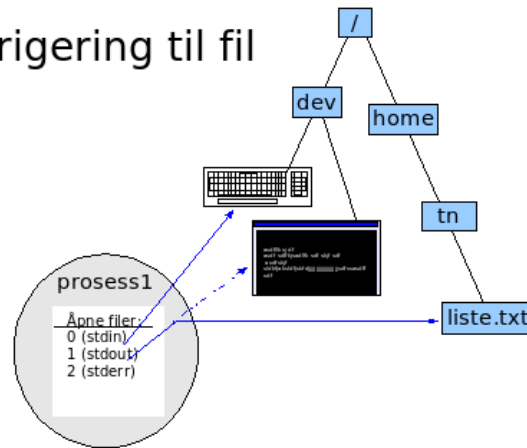 rigering til fil
/
dev
home
tn
liste.txt
prosess1
Åpne filer:
0 (stdin)
1 (stdout)
2 (stderr)